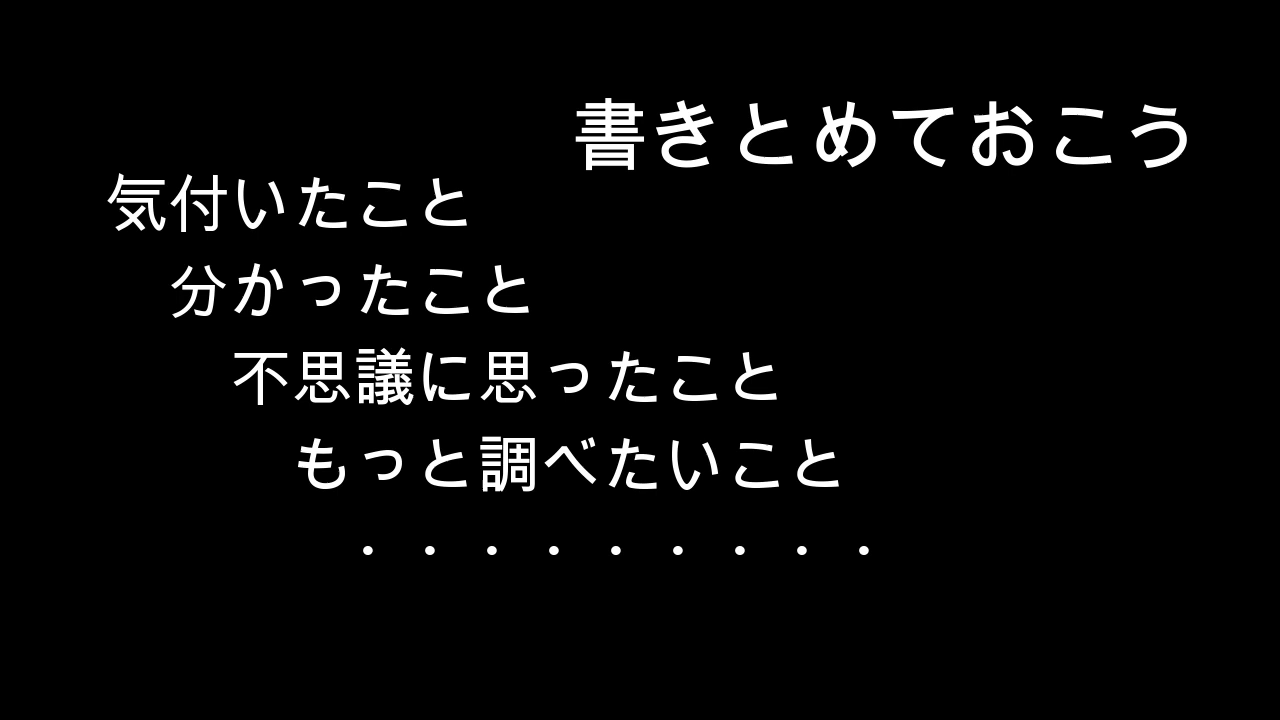 書きとめておこう
気付いたこと
分かったこと
不思議に思ったこと
もっと調べたいこと
・・・・・・・・・